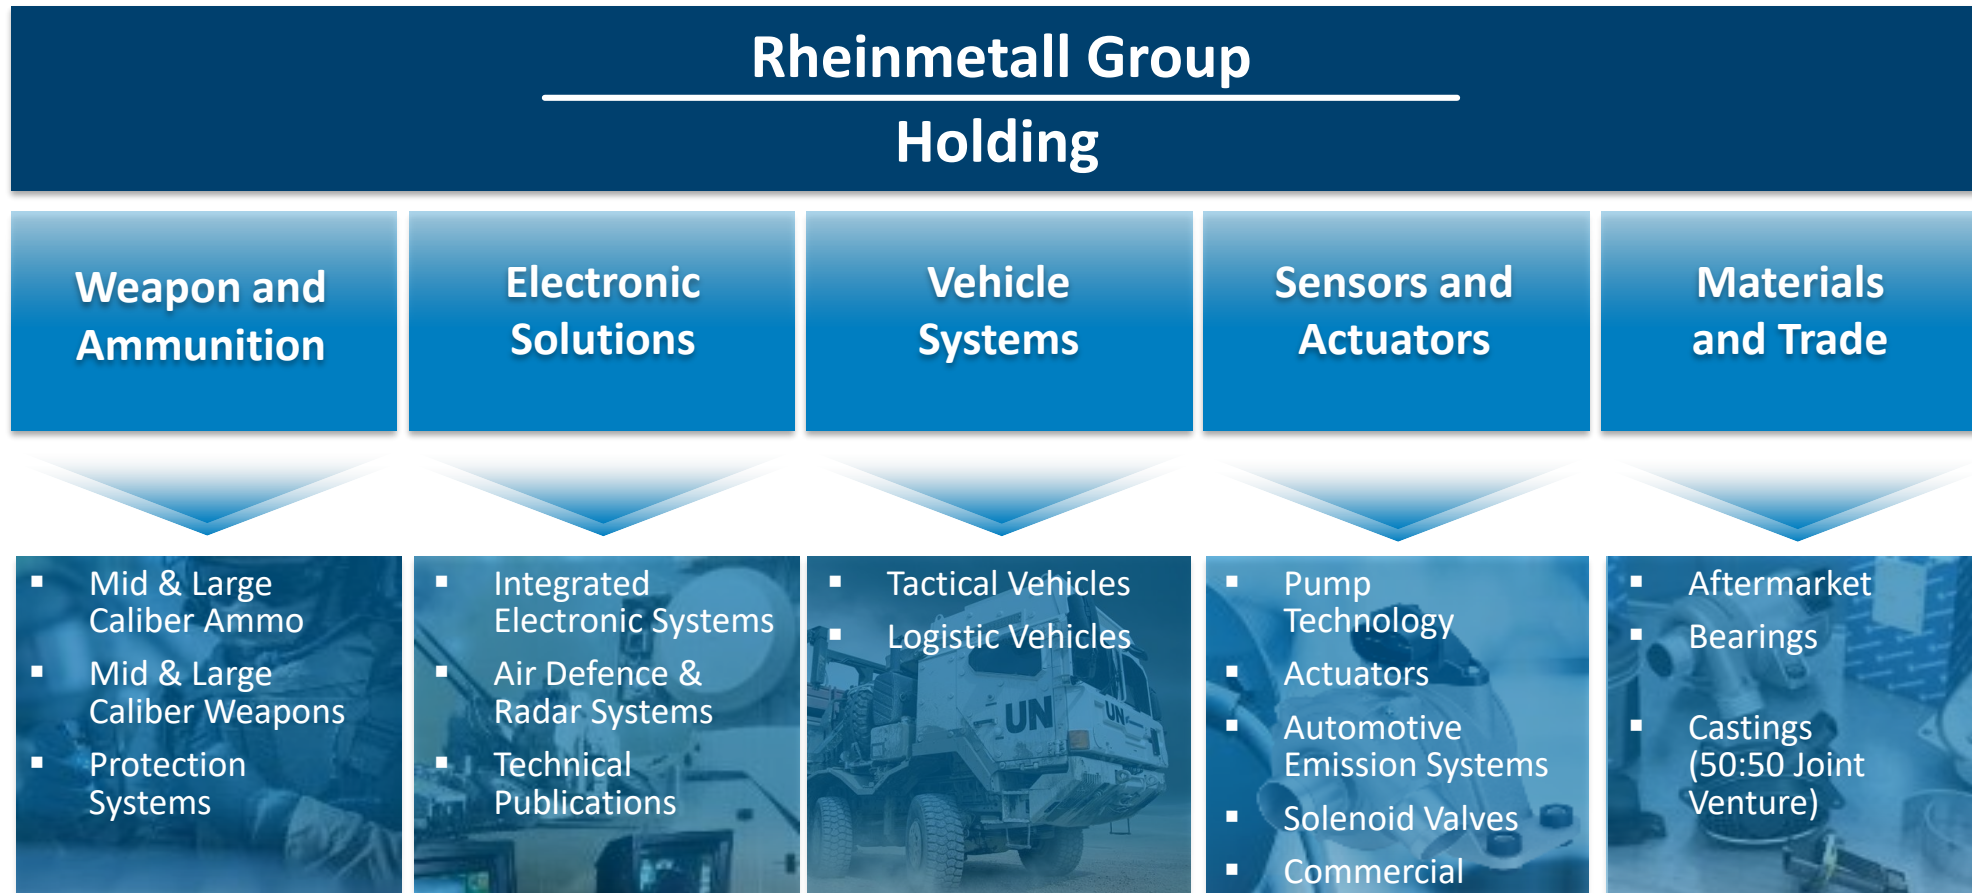 Rheinmetall Group
Holding
Weapon and
Ammunition
Electronic
Solutions
Vehicle
Systems
Sensors and
Actuators
Materials
and Trade
▪ Mid & Large
Caliber Ammo
▪ Mid & Large
Caliber Weapons
▪ Protection
Systems
▪ Integrated
Electronic Systems
▪ Air Defence &
Radar Systems
▪ Technical
Publications
▪ Tactical Vehicles
▪ Logistic Vehicles
UN
UN
▪ Pump
Technology
▪ Actuators
▪ Automotive
Emission Systems
▪ Solenoid Valves
▪ Commercial
▪ Aftermarket
▪ Bearings
▪ Castings
(50:50 Joint
Venture)